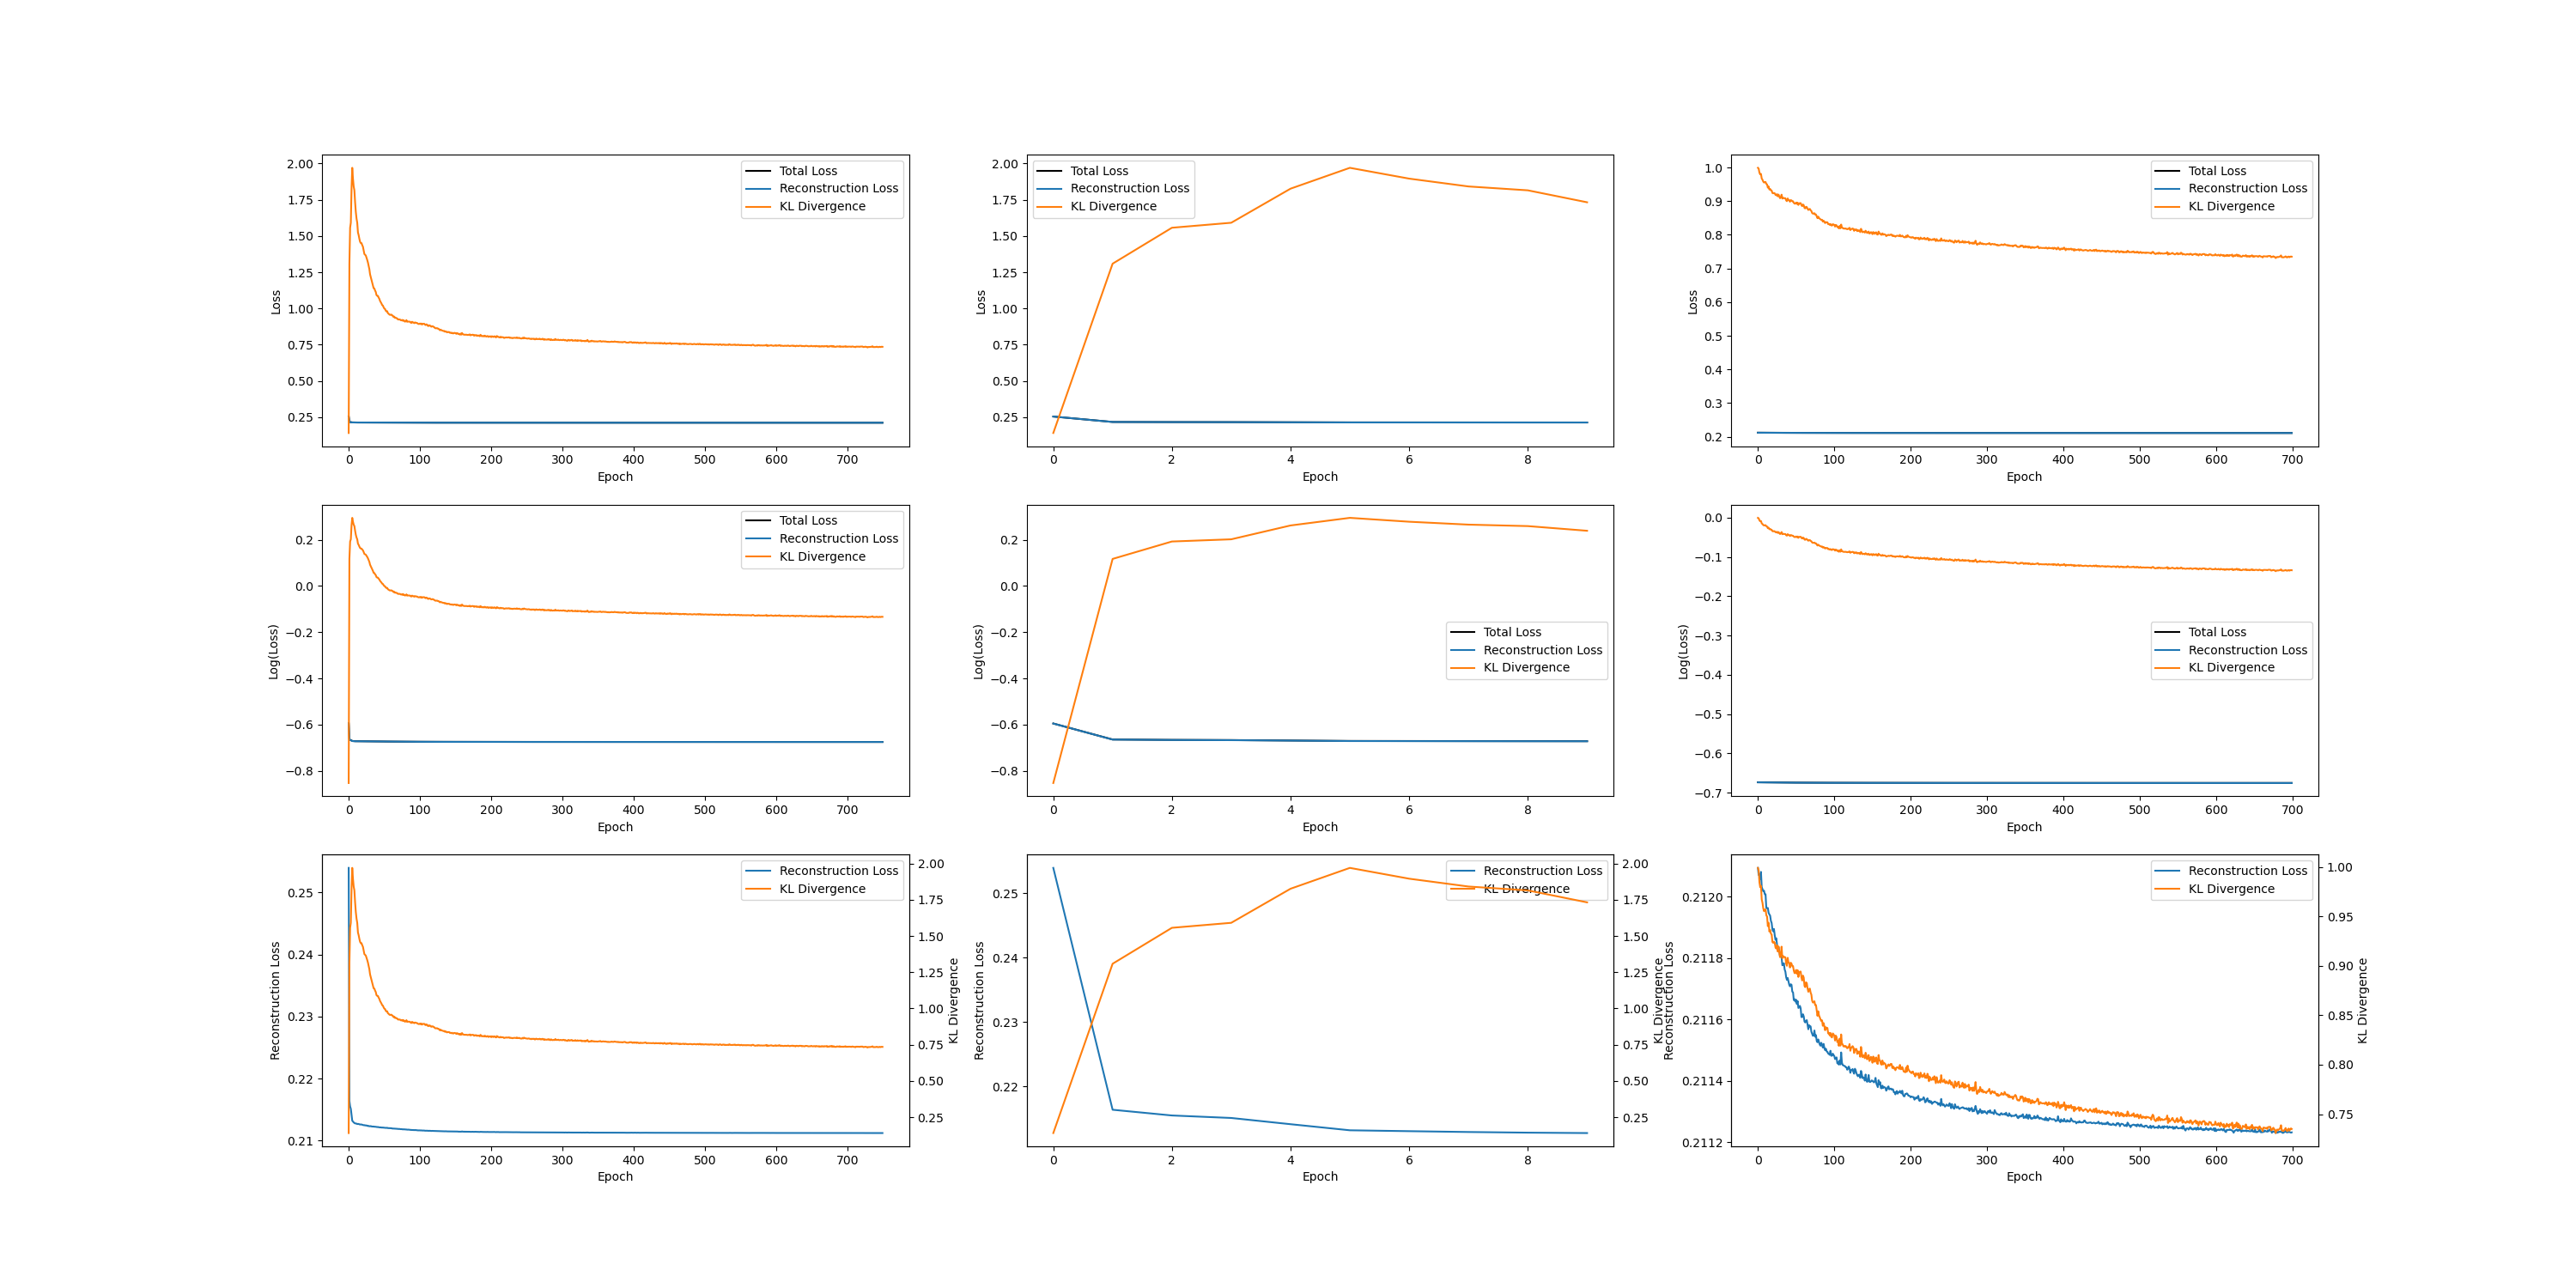 2.00
1.75
1.50
1.25
1.00
0.75
0.50
0.25
Loss
0 100 200 300 400 500 600 700
Epoch
Total Loss
Reconstruction Loss
KL Divergence
2.00
1.75
1.50
1.25
1.00
0.75
0.50
0.25
Loss
0 2 4 6 8
Epoch
Total Loss
Reconstruction Loss
KL Divergence
1.0
0.9
0.8
0.7
0.6
0.5
0.4
0.3
0.2
Loss
0 100 200 300 400 500 600 700
Epoch
Total Loss
Reconstruction Loss
KL Divergence
0.2
0.0
−0.2
−0.4
−0.6
−0.8
Log(Loss)
0 100 200 300 400 500 600 700
Epoch
Total Loss
Reconstruction Loss
KL Divergence
0.2
0.0
−0.2
−0.4
−0.6
−0.8
Log(Loss)
0 2 4 6 8
Epoch
Total Loss
Reconstruction Loss
KL Divergence
0.0
−0.1
−0.2
−0.3
−0.4
−0.5
−0.6
−0.7
Log(Loss)
0 100 200 300 400 500 600 700
Epoch
Total Loss
Reconstruction Loss
KL Divergence
0.25
0.24
0.23
0.22
0.21
Reconstruction Loss
0 100 200 300 400 500 600 700
Epoch
Reconstruction Loss
KL Divergence
2.00
1.75
1.50
1.25
1.00
0.75
0.50
0.25
KL Divergence
0.25
0.24
0.23
0.22
Reconstruction Loss
0 2 4 6 8
Epoch
Reconstruction Loss
KL Divergence
2.00
1.75
1.50
1.25
1.00
0.75
0.50
0.25
KL Divergence
0.2120
0.2118
0.2116
0.2114
0.2112
Reconstruction Loss
0 100 200 300 400 500 600 700
Epoch
Reconstruction Loss
KL Divergence
1.00
0.95
0.90
0.85
0.80
0.75
KL Divergence